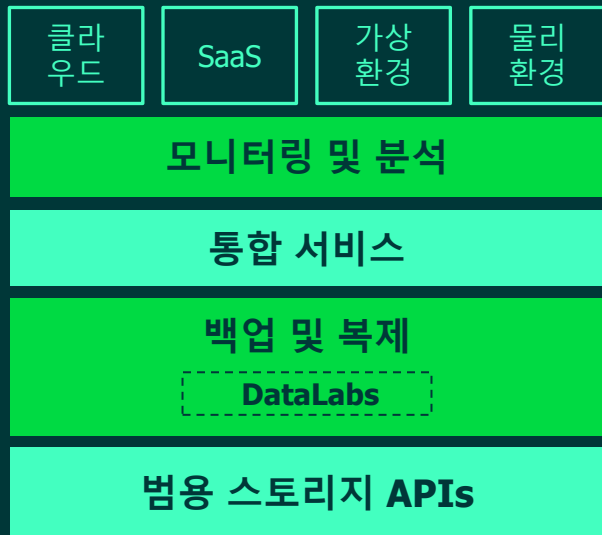 클라
우드
SaaS
가상
환경
물리
환경
모니터링 및 분석
통합 서비스
백업 및 복제
DataLabs
범용 스토리지 APIs